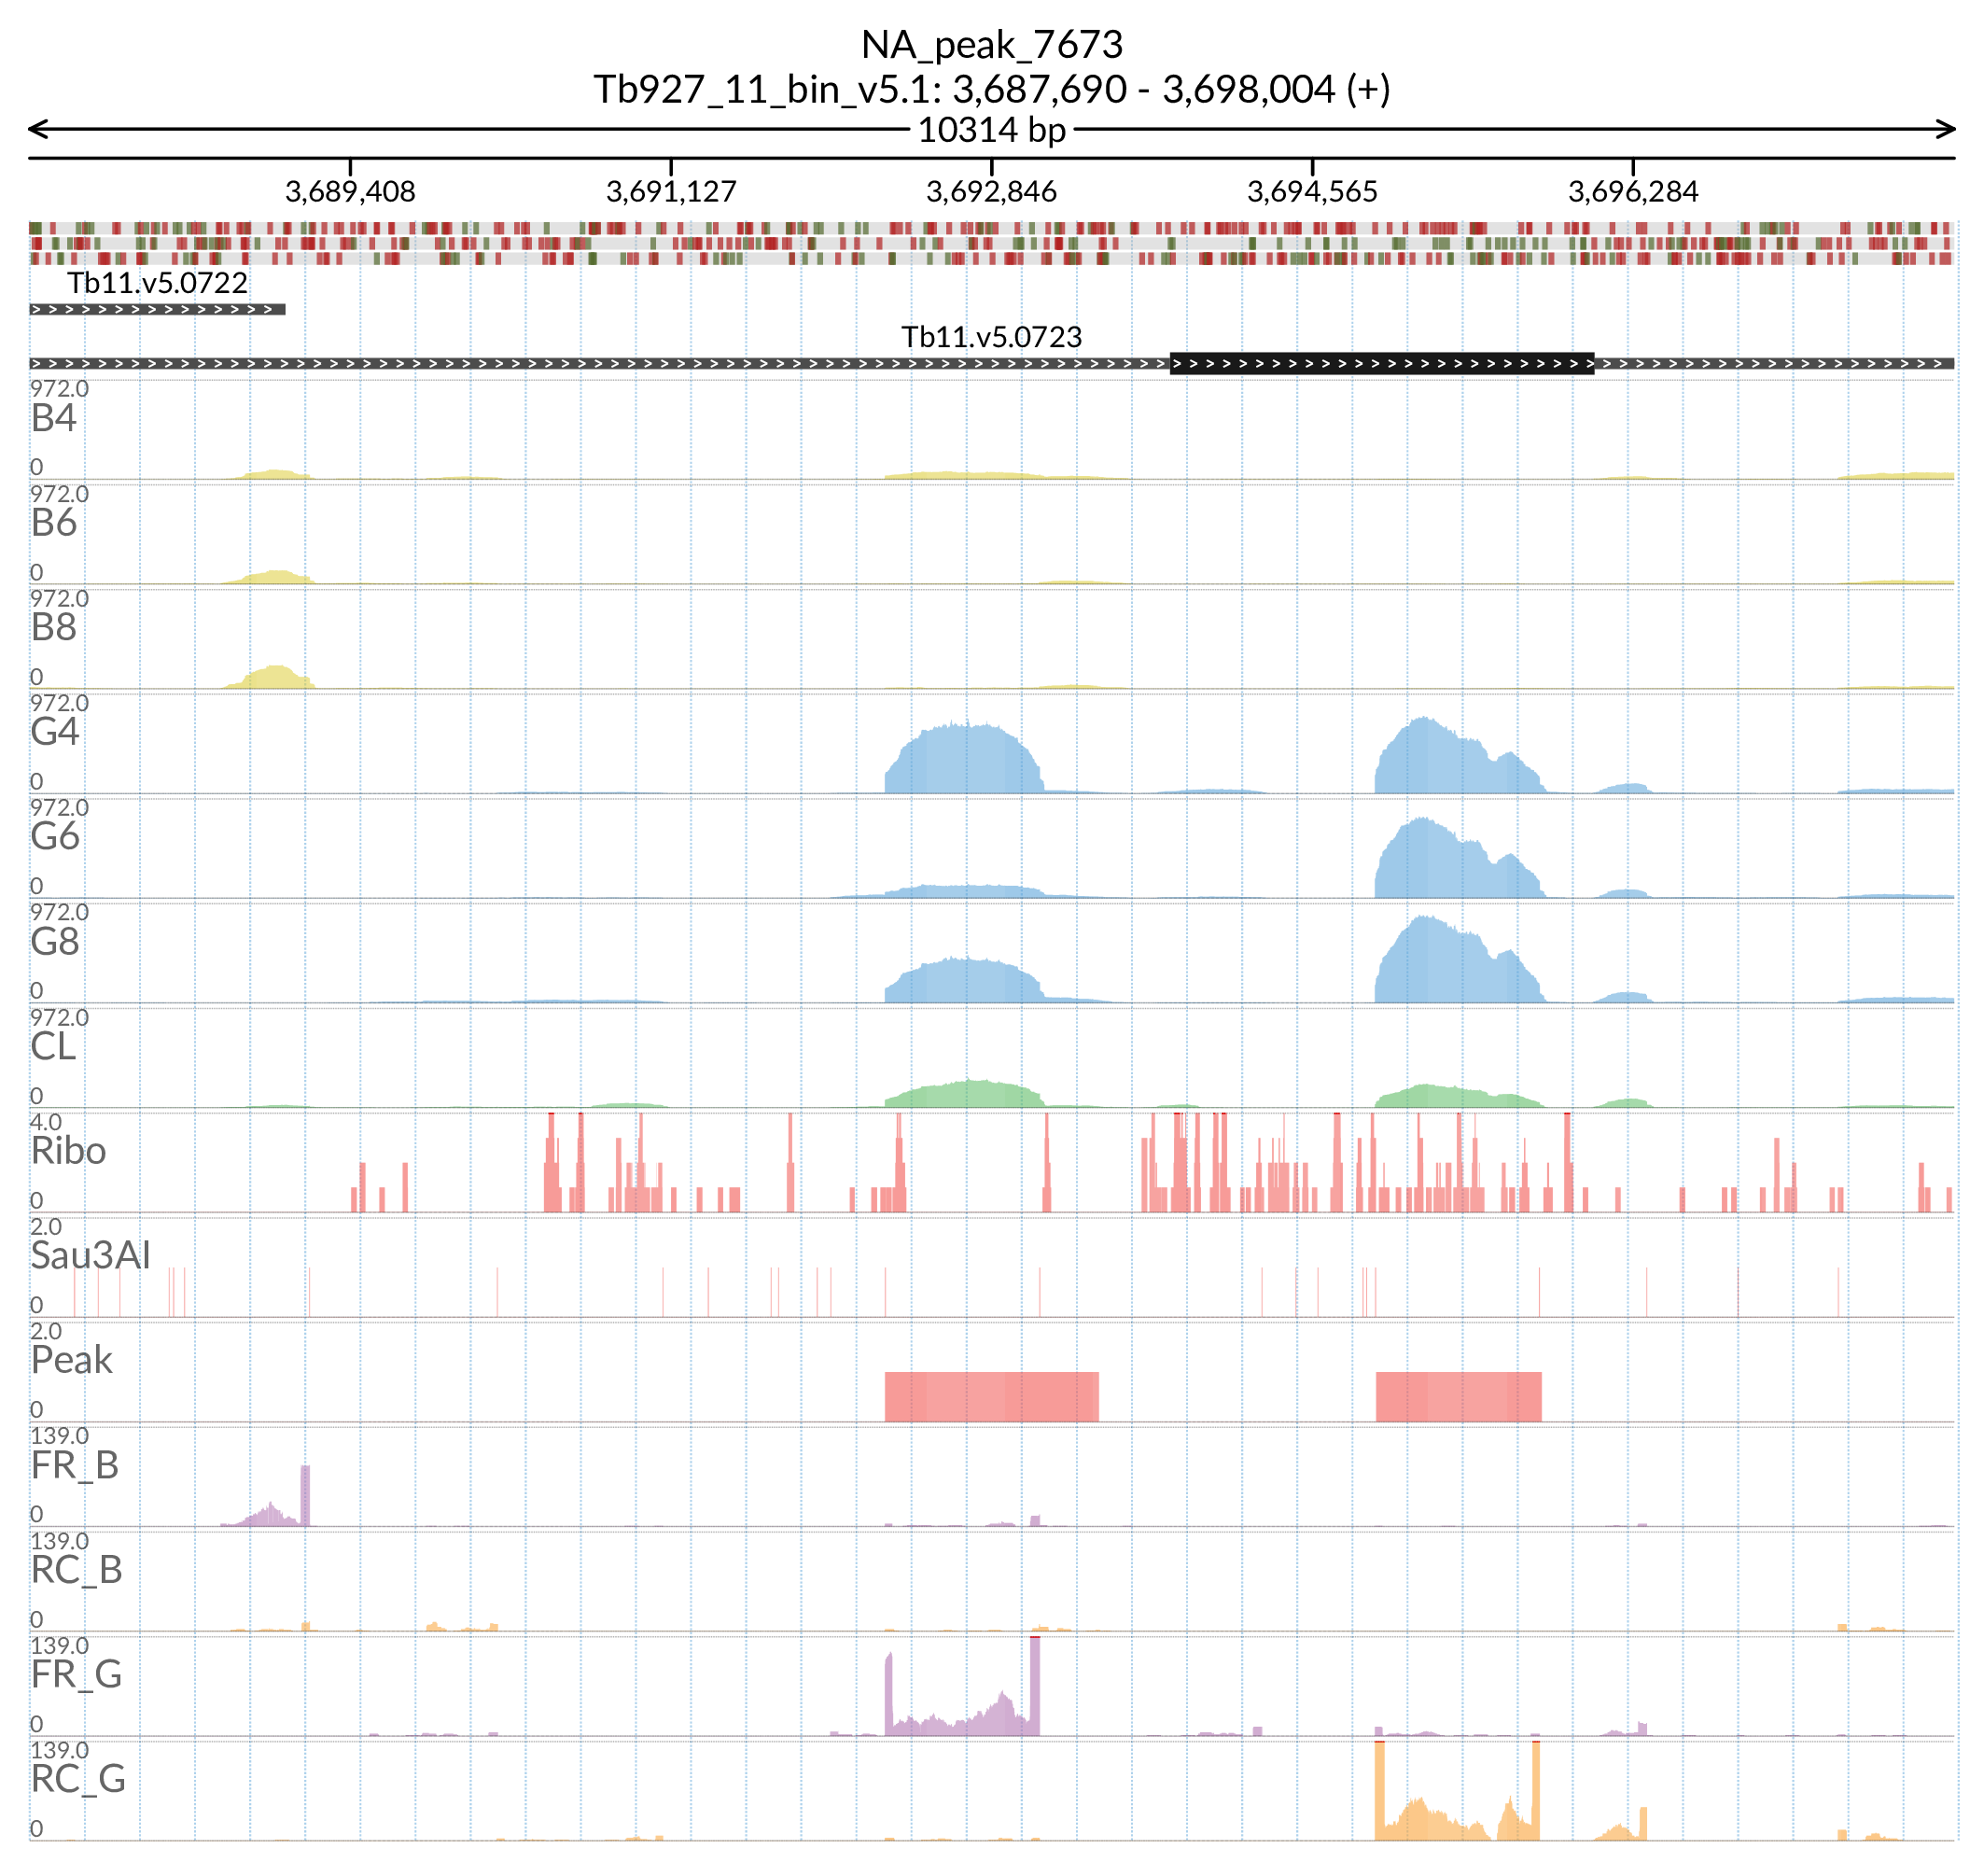 NA_peak_7673
Tb927_11_bin_v5.1: 3,687,690 - 3,698,004 (+)
10314 bp
3,689,408 3,691,127 3,692,846 3,694,565 3,696,284
Tb11.v5.0722
Tb11.v5.0723
972.0
B4
0
972.0
B6
0
972.0
B8
0
972.0
G4
0
972.0
G6
0
972.0
G8
0
972.0
CL
0
4.0
Ribo
0
2.0
Sau3AI
0
2.0
Peak
0
139.0
FR_B
0
139.0
RC_B
0
139.0
FR_G
0
139.0
RC_G
0